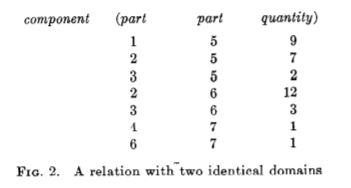 component (part part quantity)
1 5 9
2 5 7
3 5 2
2 6 12
3 6 3
4 7 1
6 7 1
FIG. 2. A relation with two identical domains